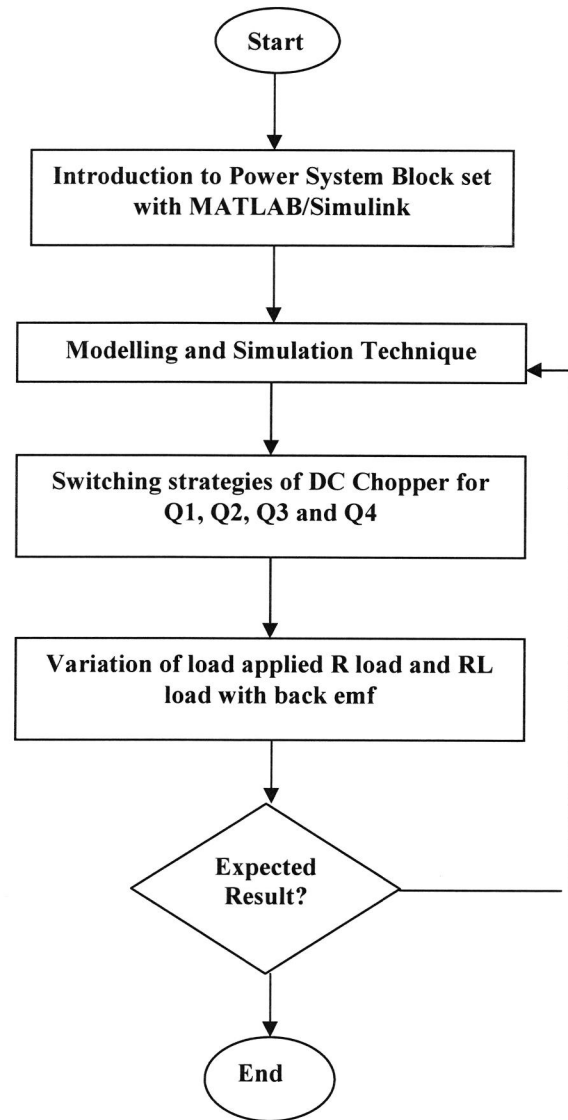 Start
Introduction to Power System Block set
with MATLAB/Simulink
Modelling and Simulation Technique
Switching strategies of DC Chopper for
Q1, Q2, Q3 and Q4
Variation of load applied R load and RL
load with back emf
Expected
Result?
End